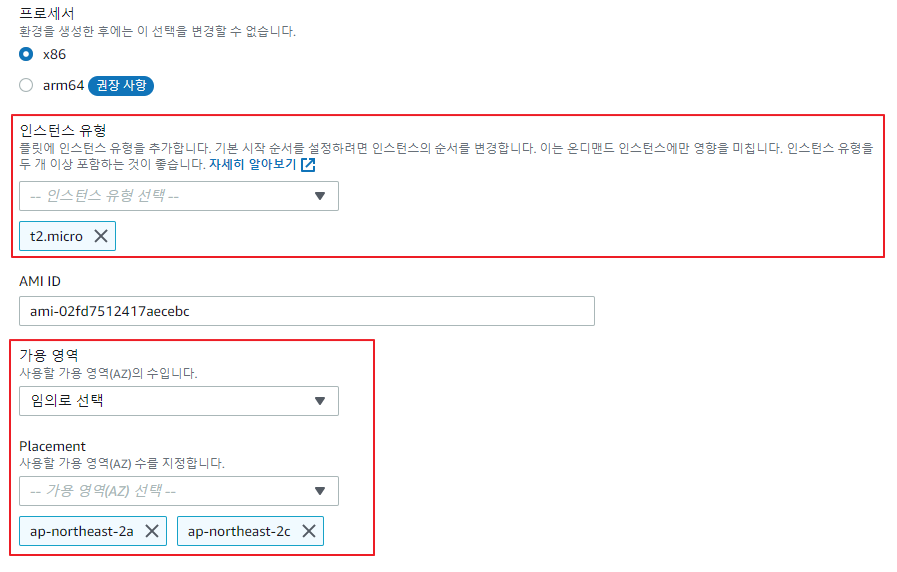 프로세서
환경을 생성한 후에는 이 선택을 변경할 수 없습니다.
x86
arm64 권장 사항
인스턴스 유형
플릿에 인스턴스 유형을 추가합니다. 기본 시작 순서를 설정하려면 인스턴스의 순서를 변경합니다. 이는 온디맨드 인스턴스에만 영향을 미칩니다. 인스턴스 유형을
두 개 이상 포함하는 것이 좋습니다. 자세히 알아보기
-- 인스턴스 유형 선택 --
t2.micro
AMI ID
ami-02fd7512417aecebc
가용 영역
사용할 가용 영역(AZ)의 수입니다.
임의로 선택
Placement
사용할 가용 영역(AZ) 수를 지정합니다.
-- 가용 영역(AZ) 선택 --
ap-northeast-2a ap-northeast-2c